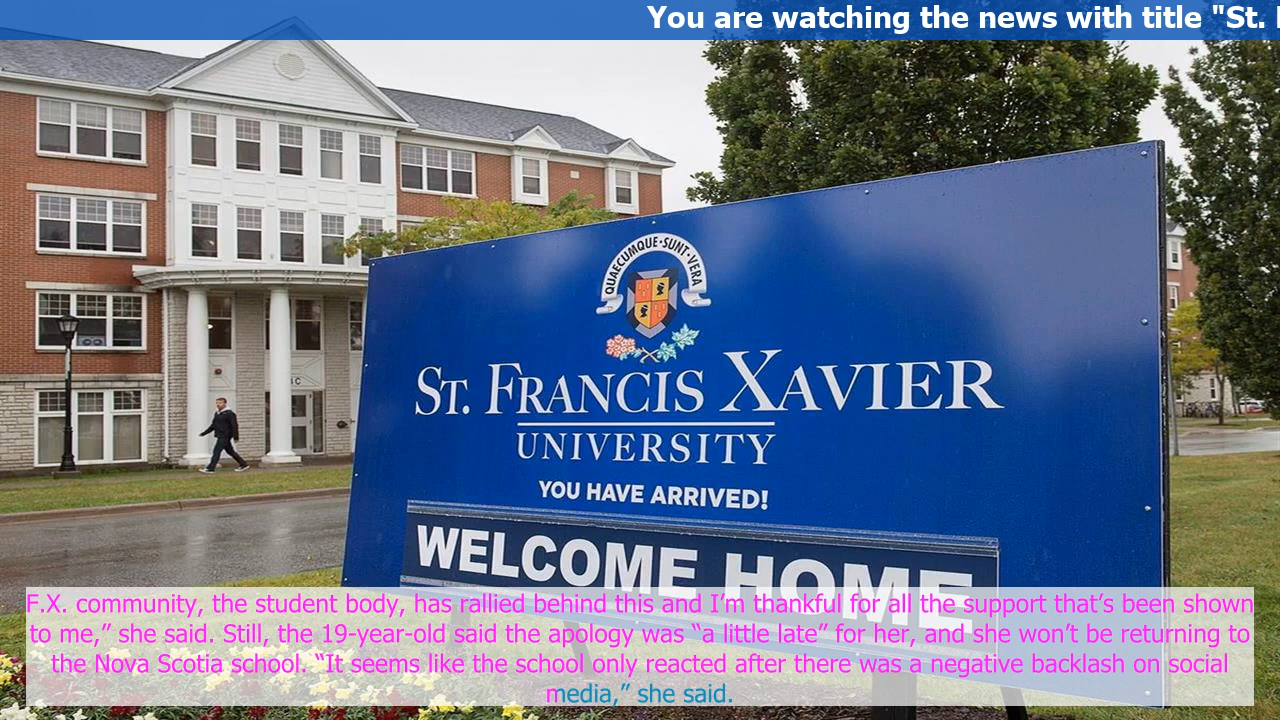 You are watching the news with title "St.
QUAECUMQUE·SUNT·VERA
ST. FRANCIS XAVIER
UNIVERSITY
YOU HAVE ARRIVED!
WELCOME HOME
F.X. community, the student body, has rallied behind this and I’m thankful for all the support that’s been shown
to me,” she said. Still, the 19-year-old said the apology was “a little late” for her, and she won’t be returning to
the Nova Scotia school. “It seems like the school only reacted after there was a negative backlash on social
media,” she said.